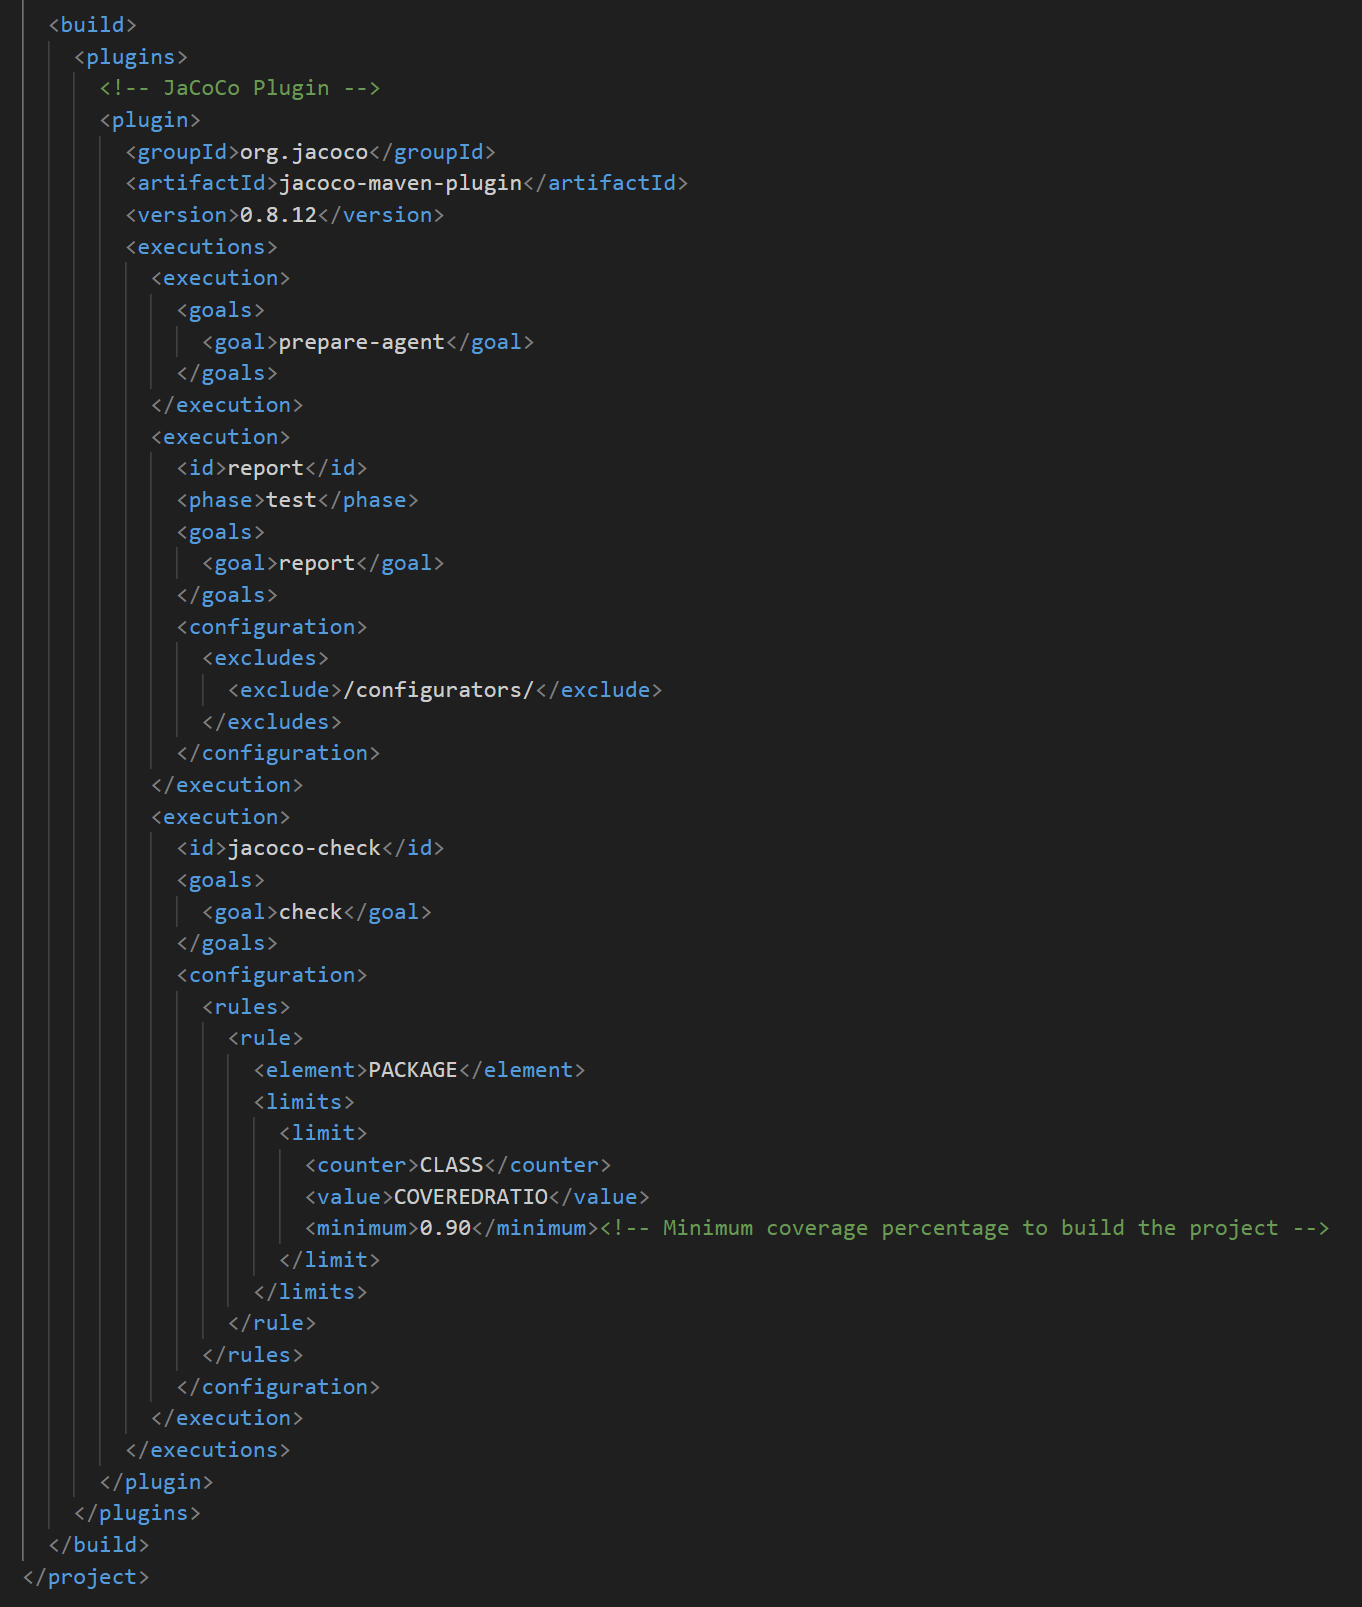 <build>
<plugins>
<!-- JaCoCo Plugin -->
<plugin>
<groupId>org.jacoco</groupId>
<artifactId>jacoco-maven-plugin</artifactId>
<version>0.8.12</version>
<executions>
<execution>
<goals>
<goal>prepare-agent</goal>
</goals>
</execution>
<execution>
<id>report</id>
<phase>test</phase>
<goals>
<goal>report</goal>
</goals>
<configuration>
<excludes>
<exclude>/configurators/</exclude>
</excludes>
</configuration>
</execution>
<execution>
<id>jacoco-check</id>
<goals>
<goal>check</goal>
</goals>
<configuration>
<rules>
<rule>
<element>PACKAGE</element>
<limits>
<limit>
<counter>CLASS</counter>
<value>COVEREDRATIO</value>
<minimum>0.90</minimum><!-- Minimum coverage percentage to build the project -->
</limit>
</limits>
</rule>
</rules>
</configuration>
</execution>
</executions>
</plugin>
</plugins>
</build>
</project>